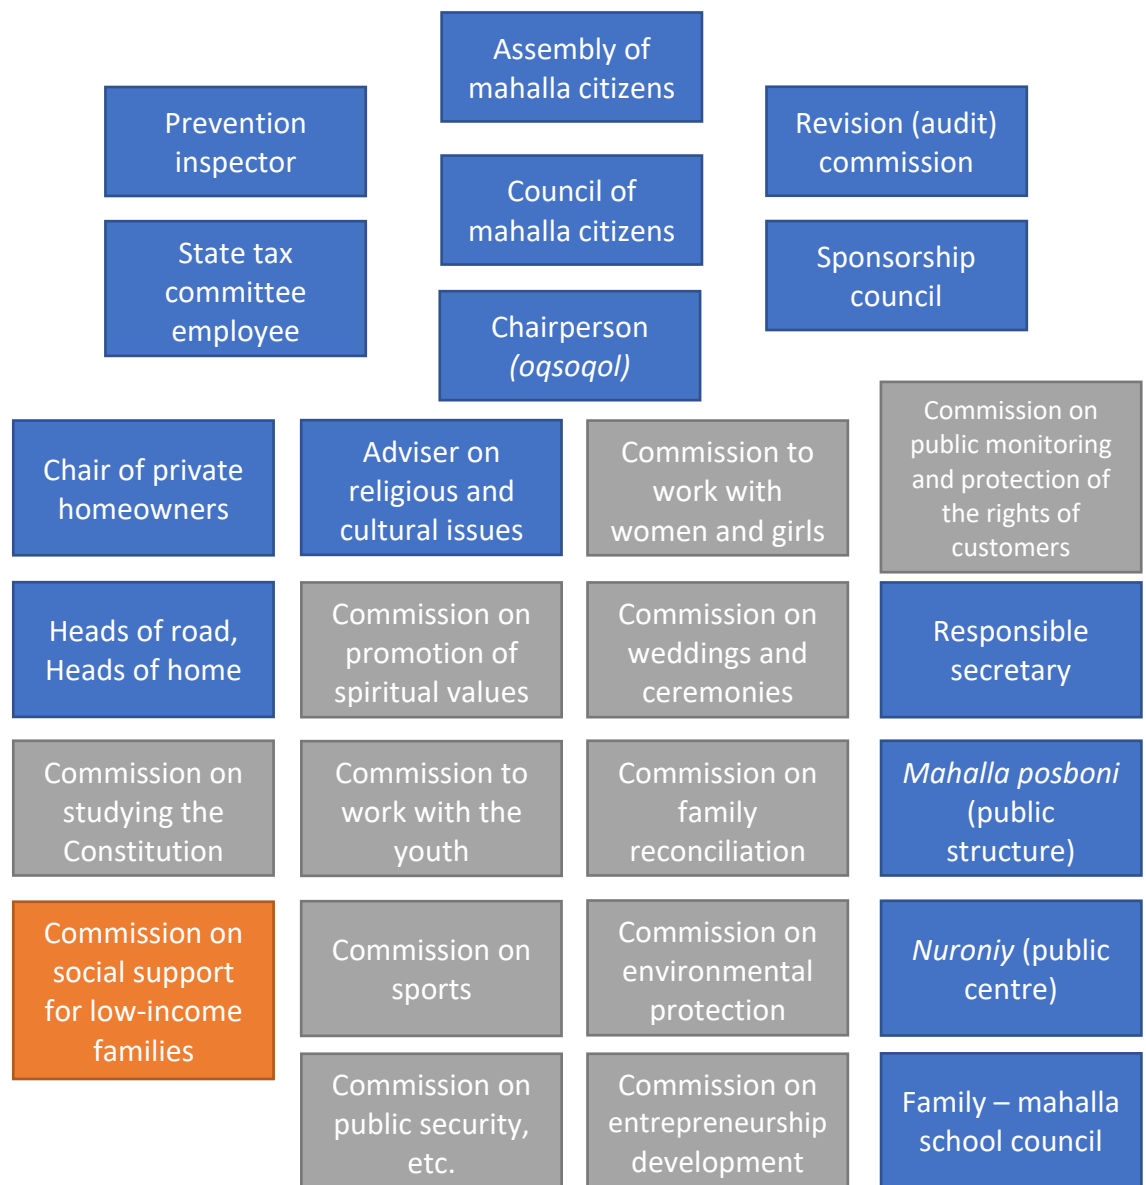 Assembly of
mahalla citizens
Prevention
inspector
Revision (audit)
commission
Council of
mahalla citizens
State tax
committee
employee
Sponsorship
council
Chairperson
(oqsoqol)
Chair of private
homeowners
Adviser on
religious and
cultural issues
Commission to
work with
women and girls
Commission on
public monitoring
and protection of
the rights of
customers
Heads of road,
Heads of home
Commission on
promotion of
spiritual values
Commission on
weddings and
ceremonies
Responsible
secretary
Commission on
studying the
Constitution
Commission to
work with the
youth
Commission on
family
reconciliation
Mahalla posboni
(public
structure)
Commission on
social support
for low-income
families
Commission on
sports
Commission on
environmental
protection
Nuroniy (public
centre)
Commission on
public security,
etc.
Commission on
entrepreneurship
development
Family – mahalla
school council